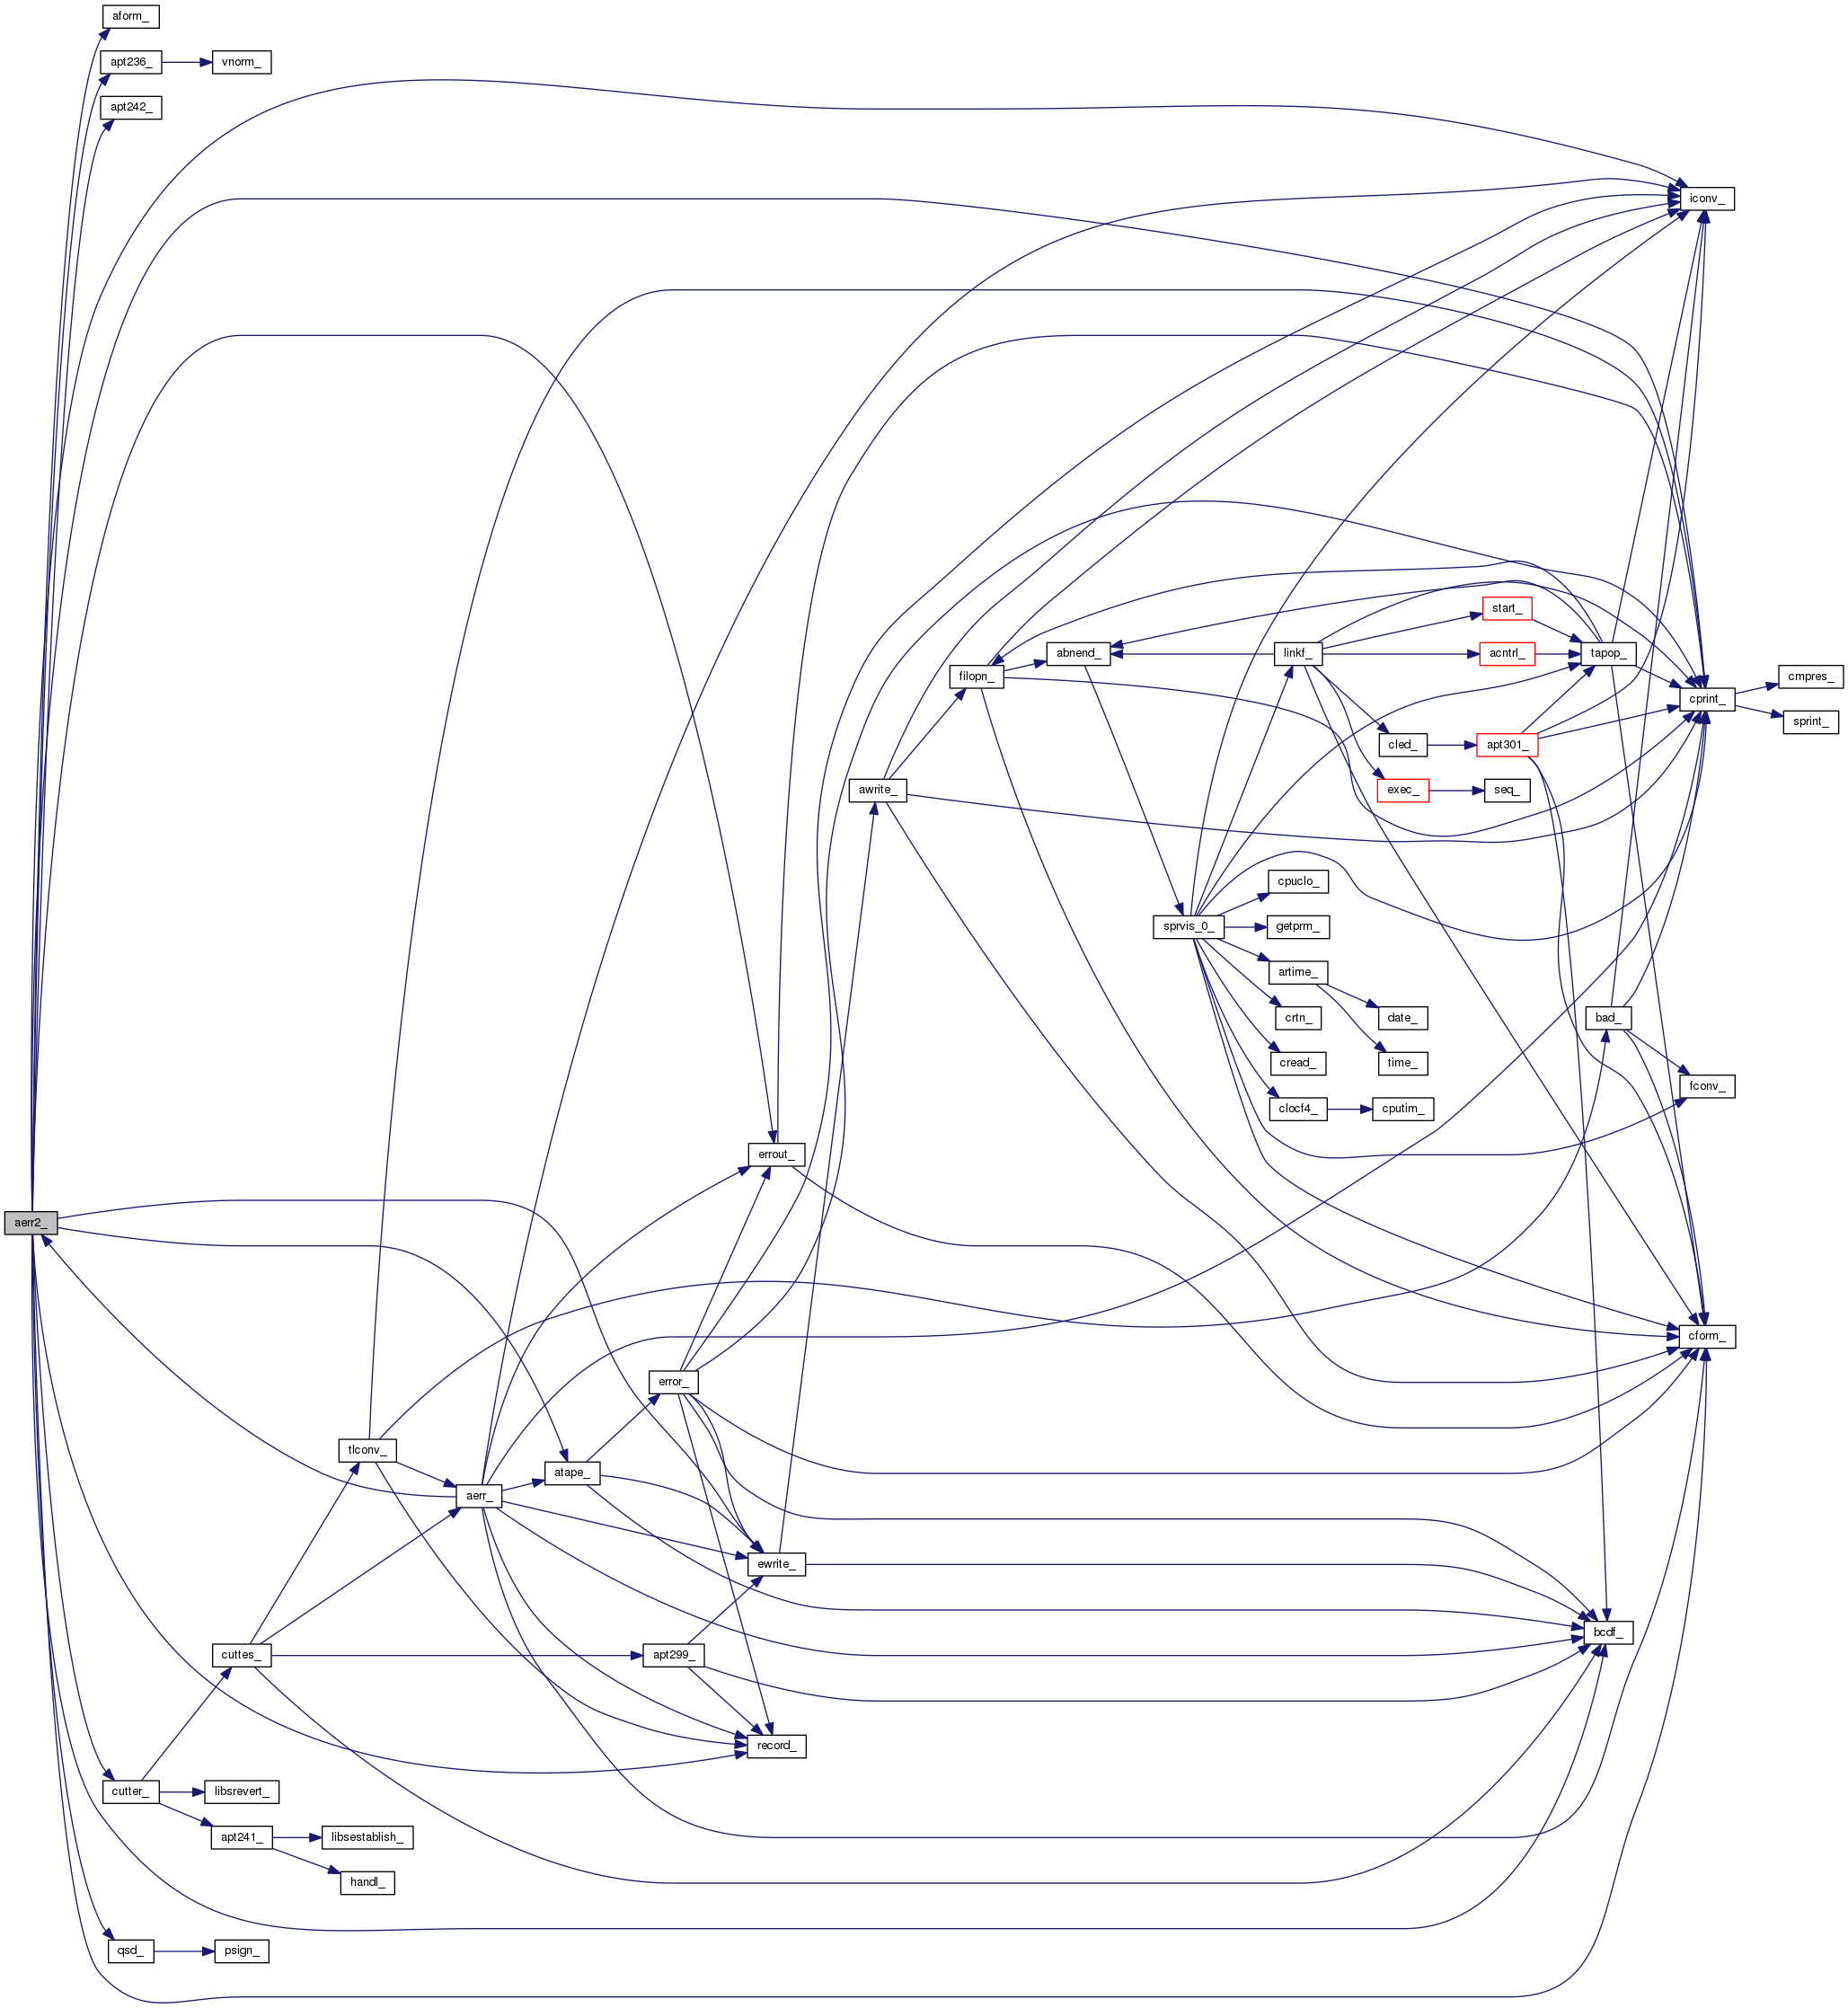 aform_
apt236_
vnorm_
apt242_
iconv_
start_
abnend_
linkf_
acntrl_
tapop_
filopn_
cmpres_
cprint_
sprint_
cled_
apt301_
awrite_
exec_
seq_
cpuclo_
sprvis_0_
getprm_
artime_
crtn_
date_
bad_
cread_
time_
fconv_
clocf4_
cputim_
errout_
aerr2_
cform_
error_
tlconv_
atape_
aerr_
ewrite_
bcdf_
cuttes_
apt299_
record_
cutter_
libsrevert_
apt241_
libsestablish_
handl_
qsd_
psign_